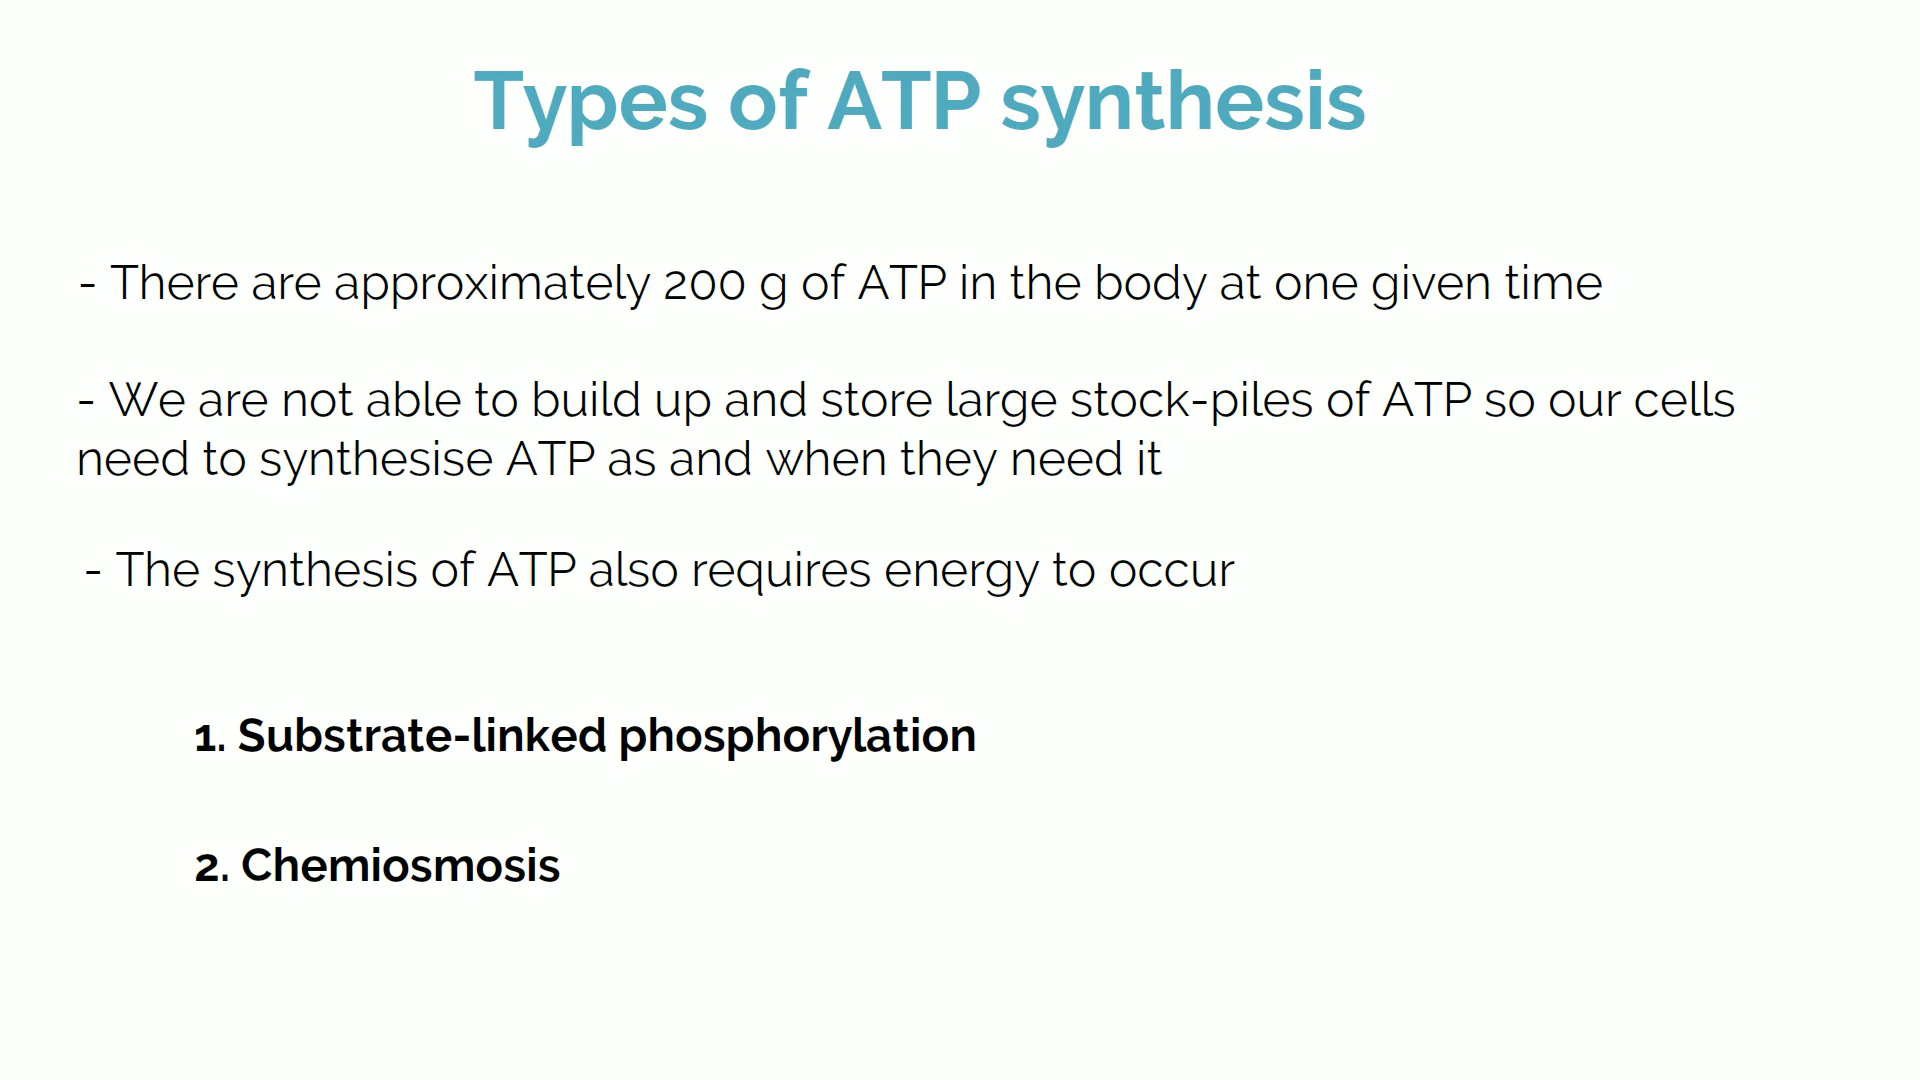 Types of ATP synthesis
- There are approximately 200 g of ATP in the body at one given time
- We are not able to build up and store large stock-piles of ATP so our cells
need to synthesise ATP as and when they need it
- The synthesis of ATP also requires energy to occur
1. Substrate-linked phosphorylation
2. Chemiosmosis